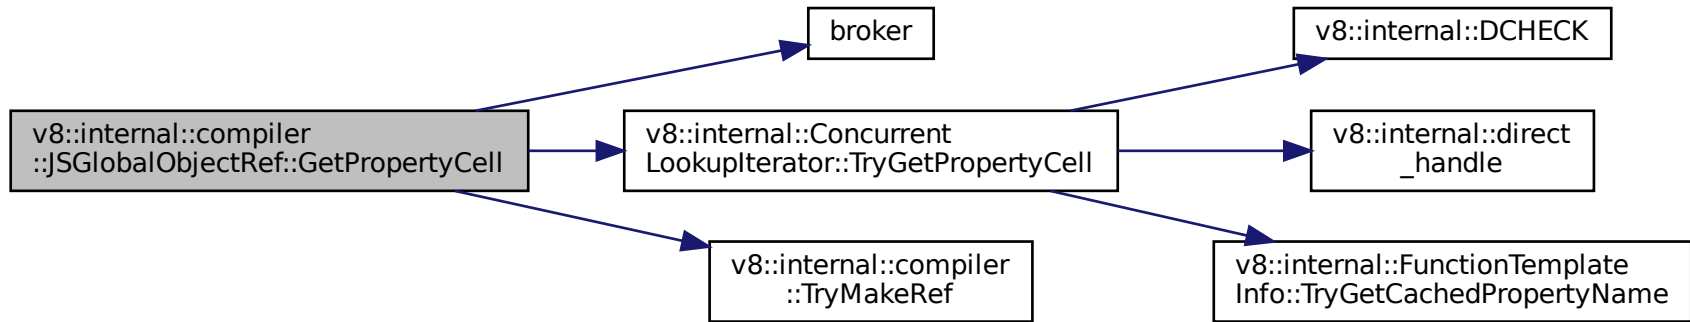 v8::internal::compiler
::JSGlobalObjectRef::GetPropertyCell
broker
v8::internal::Concurrent
LookupIterator::TryGetPropertyCell
v8::internal::compiler
::TryMakeRef
v8::internal::DCHECK
v8::internal::direct
_handle
v8::internal::FunctionTemplate
Info::TryGetCachedPropertyName